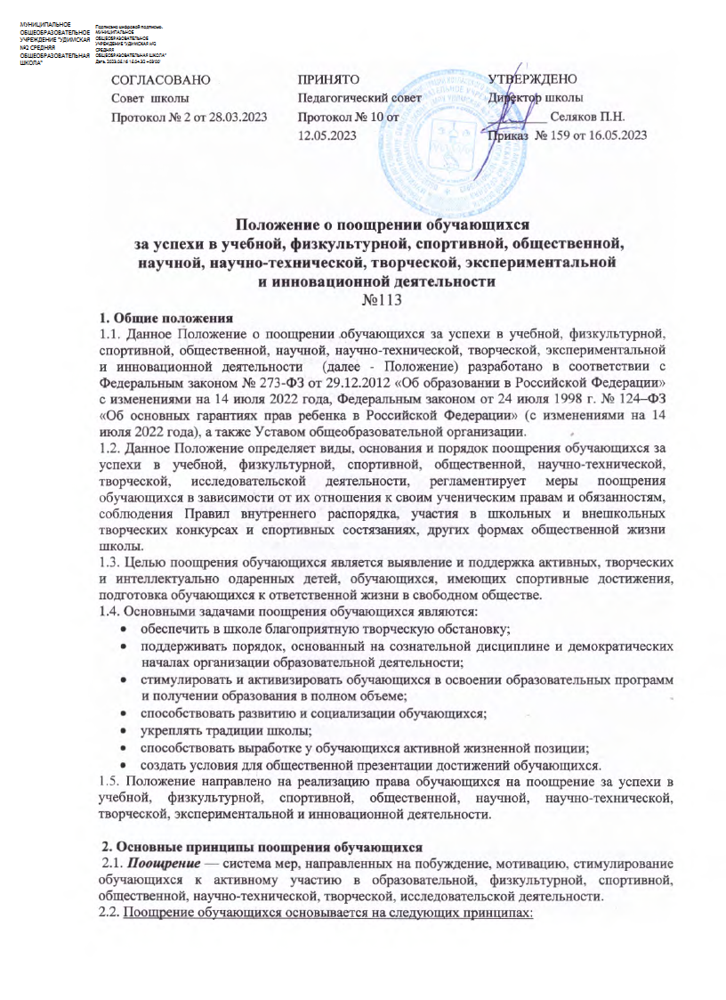 МУНИЦИПАЛЬНОЕ
ОБЩЕОБРАЗОВАТЕЛЬНОЕ
УЧРЕЖДЕНИЕ "УДИМСКАЯ
№2 СРЕДНЯЯ
ОБЩЕОБРАЗОВАТЕЛЬНАЯ
ШКОЛА"
Подписано цифровой подписью:
МУНИЦИПАЛЬНОЕ
ОБЩЕОБРАЗОВАТЕЛЬНОЕ
УЧРЕЖДЕНИЕ "УДИМСКАЯ №2
СРЕДНЯЯ
ОБЩЕОБРАЗОВАТЕЛЬНАЯ ШКОЛА"
СОГЛАСОВАНО
Совет школы
Протокол № 2 от 28.03.2023
ПРИНЯТО
Педагогический совет
Протокол № 10 от
12.05.2023
УТВЕРЖДЕНО
Директор школы
_________ Селяков П.Н.
Приказ № 159 от 16.05.2023
Положение о поощрении обучающихся
за успехи в учебной, физкультурной, спортивной, общественной,
научной, научно-технической, творческой, экспериментальной
и инновационной деятельности
№113
1. Общие положения
1.1. Данное Положение о поощрении обучающихся за успехи в учебной, физкультурной,
спортивной, общественной, научной, научно-технической, творческой, экспериментальной
и инновационной деятельности (далее - Положение) разработано в соответствии с
Федеральным законом № 273-ФЗ от 29.12.2012 «Об образовании в Российской Федерации»
с изменениями на 14 июля 2022 года, Федеральным законом от 24 июля 1998 г. № 124–ФЗ
«Об основных гарантиях прав ребенка в Российской Федерации» (с изменениями на 14
июля 2022 года), а также Уставом общеобразовательной организации.
1.2. Данное Положение определяет виды, основания и порядок поощрения обучающихся за
успехи в учебной, физкультурной, спортивной, общественной, научно-технической,
творческой, исследовательской деятельности, регламентирует меры поощрения
обучающихся в зависимости от их отношения к своим ученическим правам и обязанностям,
соблюдения Правил внутреннего распорядка, участия в школьных и внешкольных
творческих конкурсах и спортивных состязаниях, других формах общественной жизни
школы.
1.3. Целью поощрения обучающихся является выявление и поддержка активных, творческих
и интеллектуально одаренных детей, обучающихся, имеющих спортивные достижения,
подготовка обучающихся к ответственной жизни в свободном обществе.
1.4. Основными задачами поощрения обучающихся являются:
• обеспечить в школе благоприятную творческую обстановку;
• поддерживать порядок, основанный на сознательной дисциплине и демократических
началах организации образовательной деятельности;
• стимулировать и активизировать обучающихся в освоении образовательных программ
и получении образования в полном объеме;
• способствовать развитию и социализации обучающихся;
• укреплять традиции школы;
• способствовать выработке у обучающихся активной жизненной позиции;
• создать условия для общественной презентации достижений обучающихся.
1.5. Положение направлено на реализацию права обучающихся на поощрение за успехи в
учебной, физкультурной, спортивной, общественной, научной, научно-технической,
творческой, экспериментальной и инновационной деятельности.
2. Основные принципы поощрения обучающихся
2.1. Поощрение — система мер, направленных на побуждение, мотивацию, стимулирование
обучающихся к активному участию в образовательной, физкультурной, спортивной,
общественной, научно-технической, творческой, исследовательской деятельности.
2.2. Поощрение обучающихся основывается на следующих принципах: